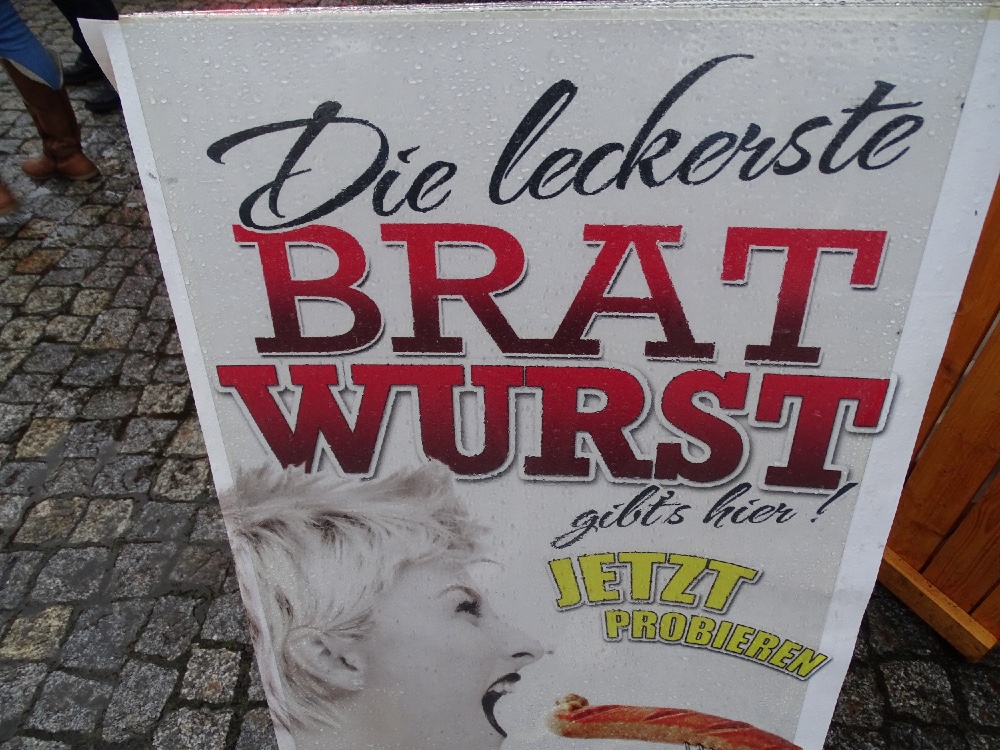 Die leckerste
BRAT
WURST
gibt's hier!
JETZT
PROBIEREN